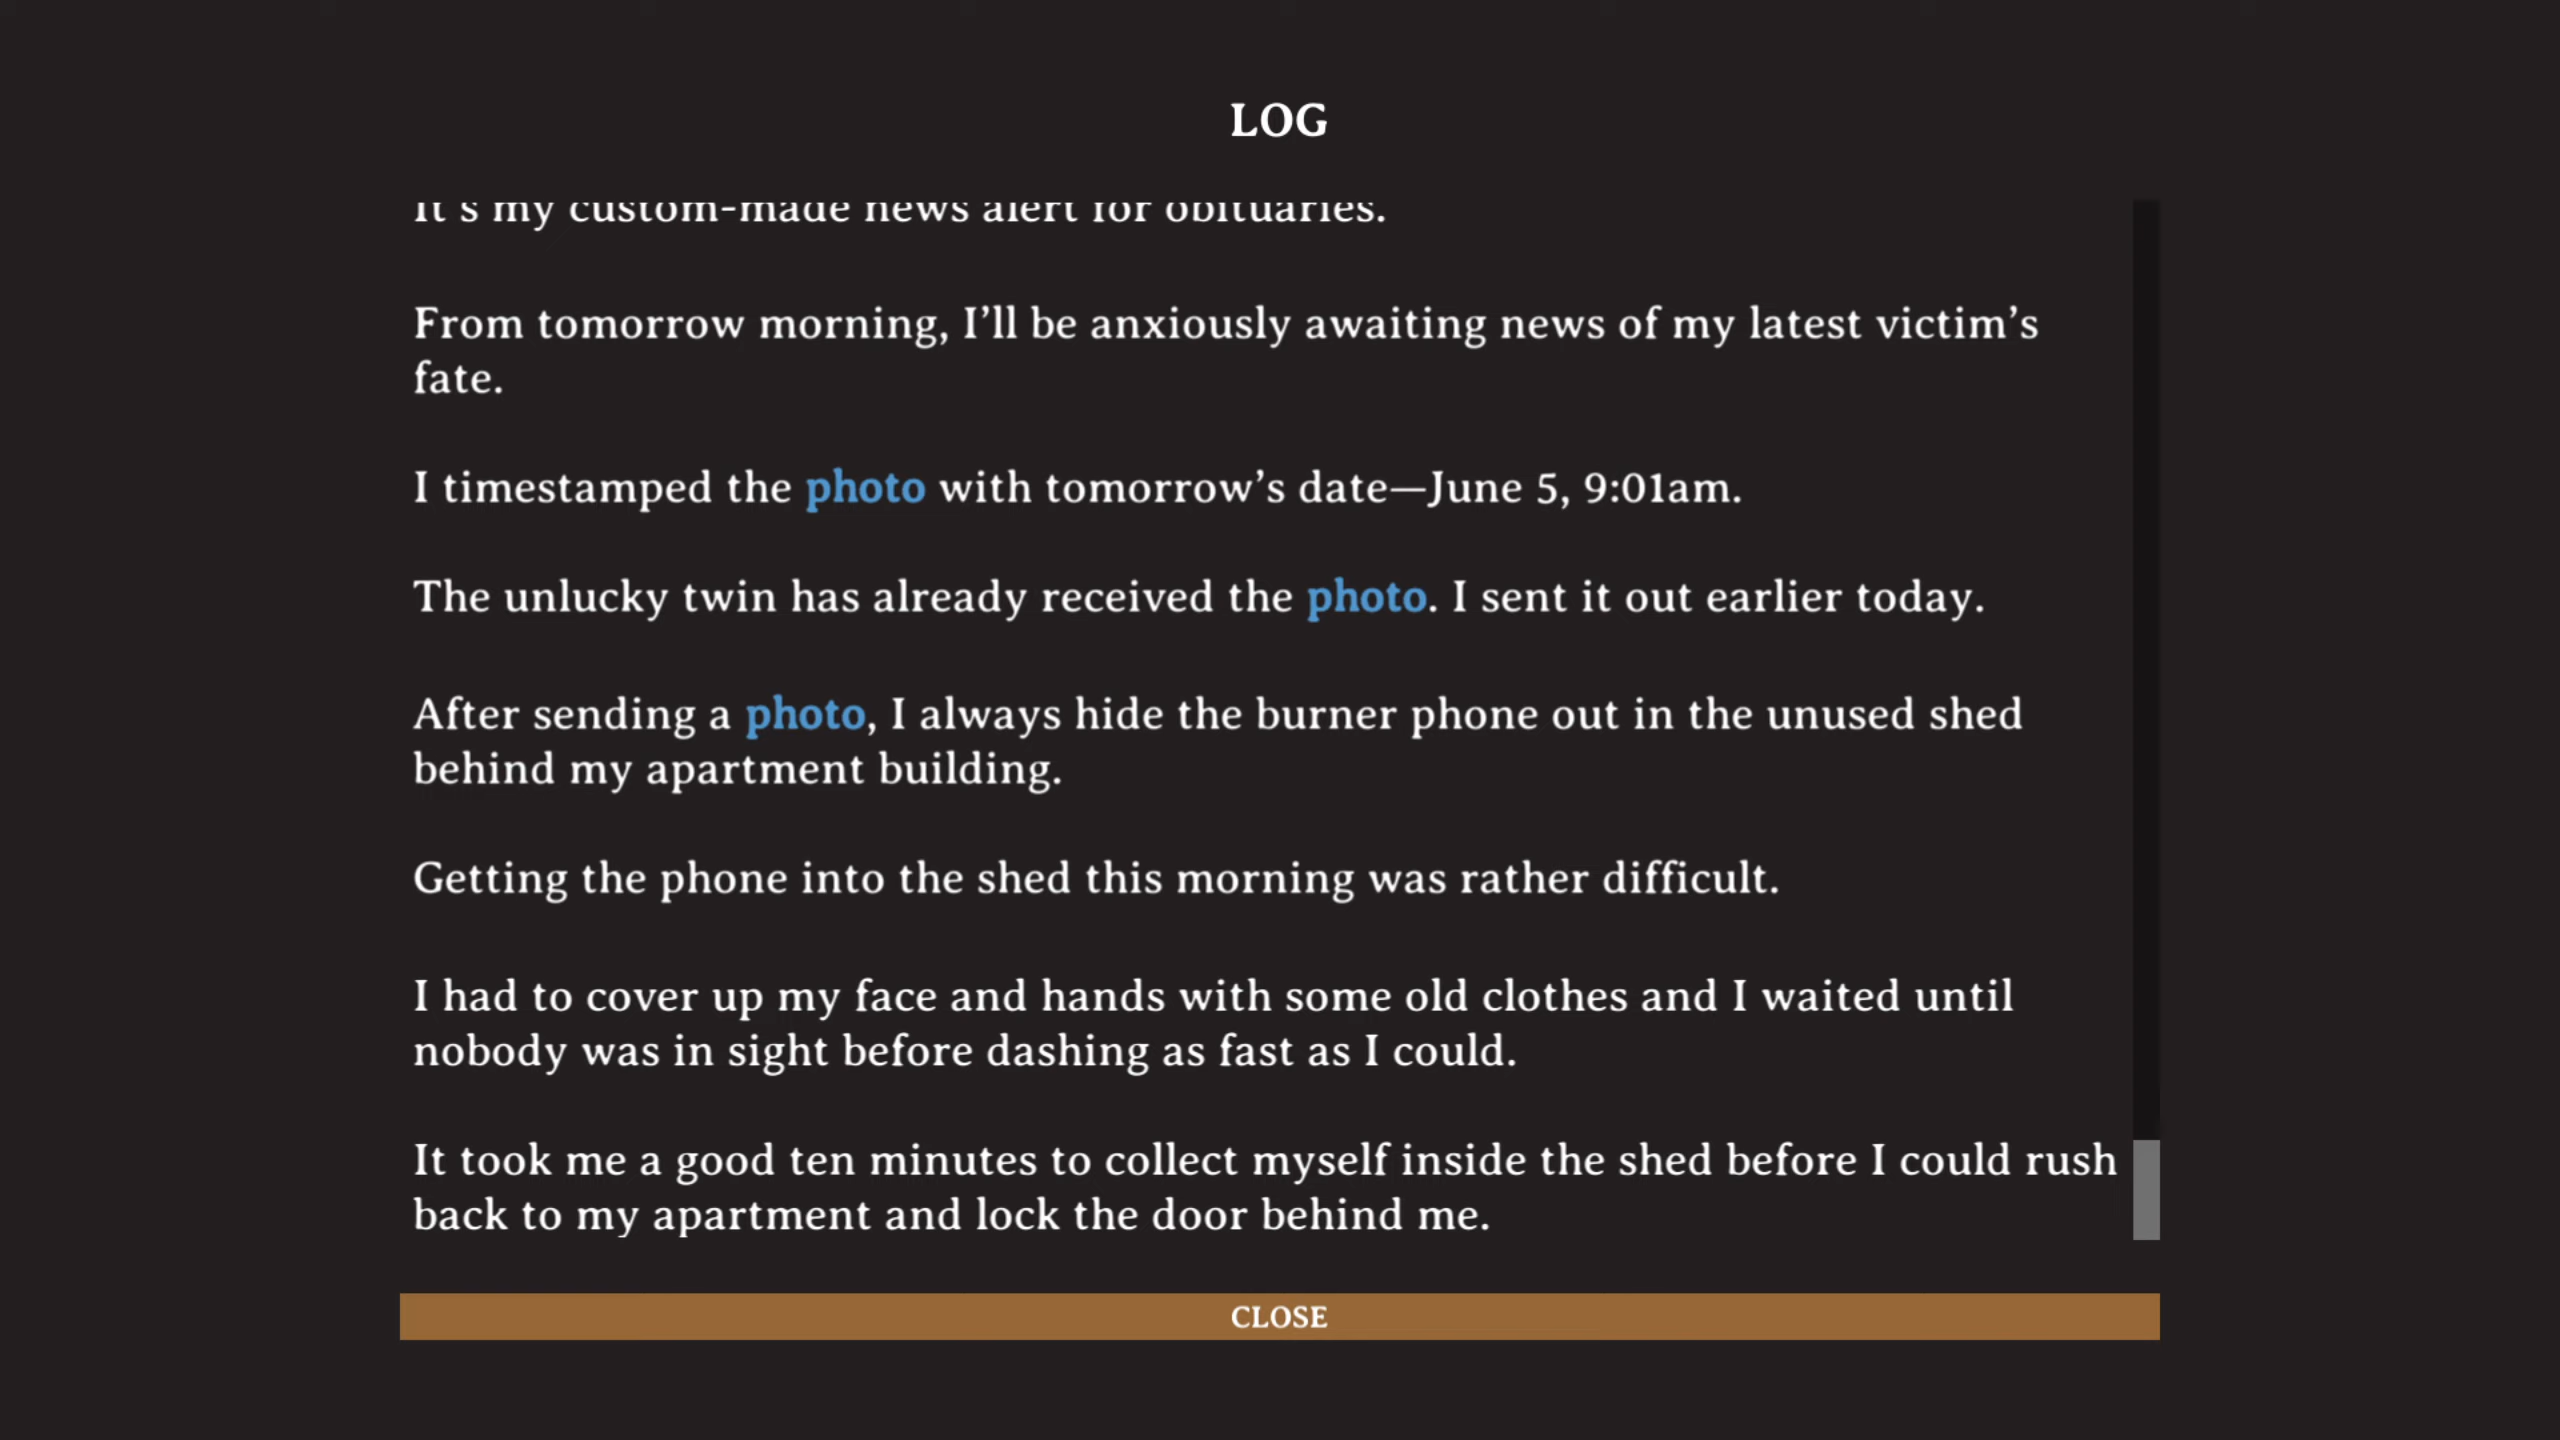 LOG
It's my custom-made news alert for obituaries.
From tomorrow morning, I’ll be anxiously awaiting news of my latest victim’s
fate.
I timestamped the photo with tomorrow’s date—June 5, 9:01am.
The unlucky twin has already received the photo. I sent it out earlier today.
After sending a photo, I always hide the burner phone out in the unused shed
behind my apartment building.
Getting the phone into the shed this morning was rather difficult.
I had to cover up my face and hands with some old clothes and I waited until
nobody was in sight before dashing as fast as I could.
It took me a good ten minutes to collect myself inside the shed before I could rush
back to my apartment and lock the door behind me.
CLOSE